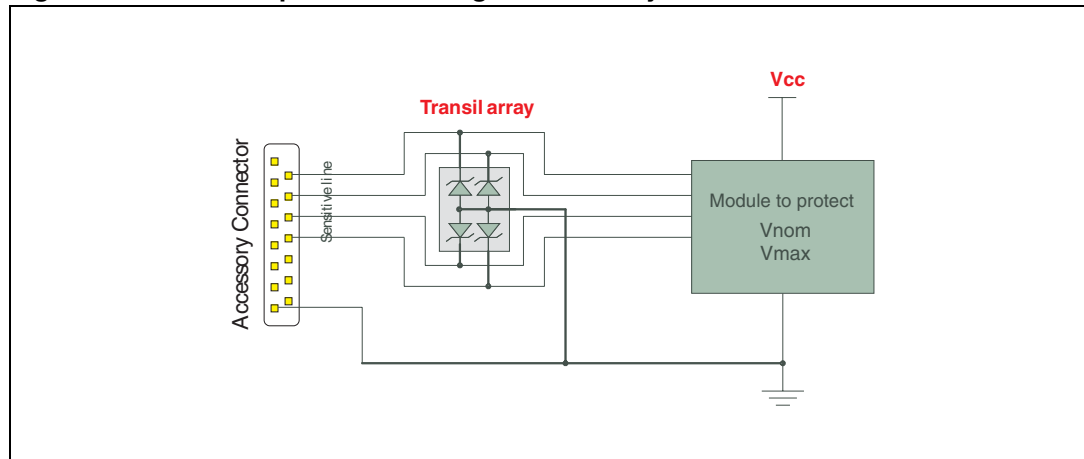 Vcc
Transil array
Accessory Connector
Sensitive line
Module to protect
Vnom
Vmax